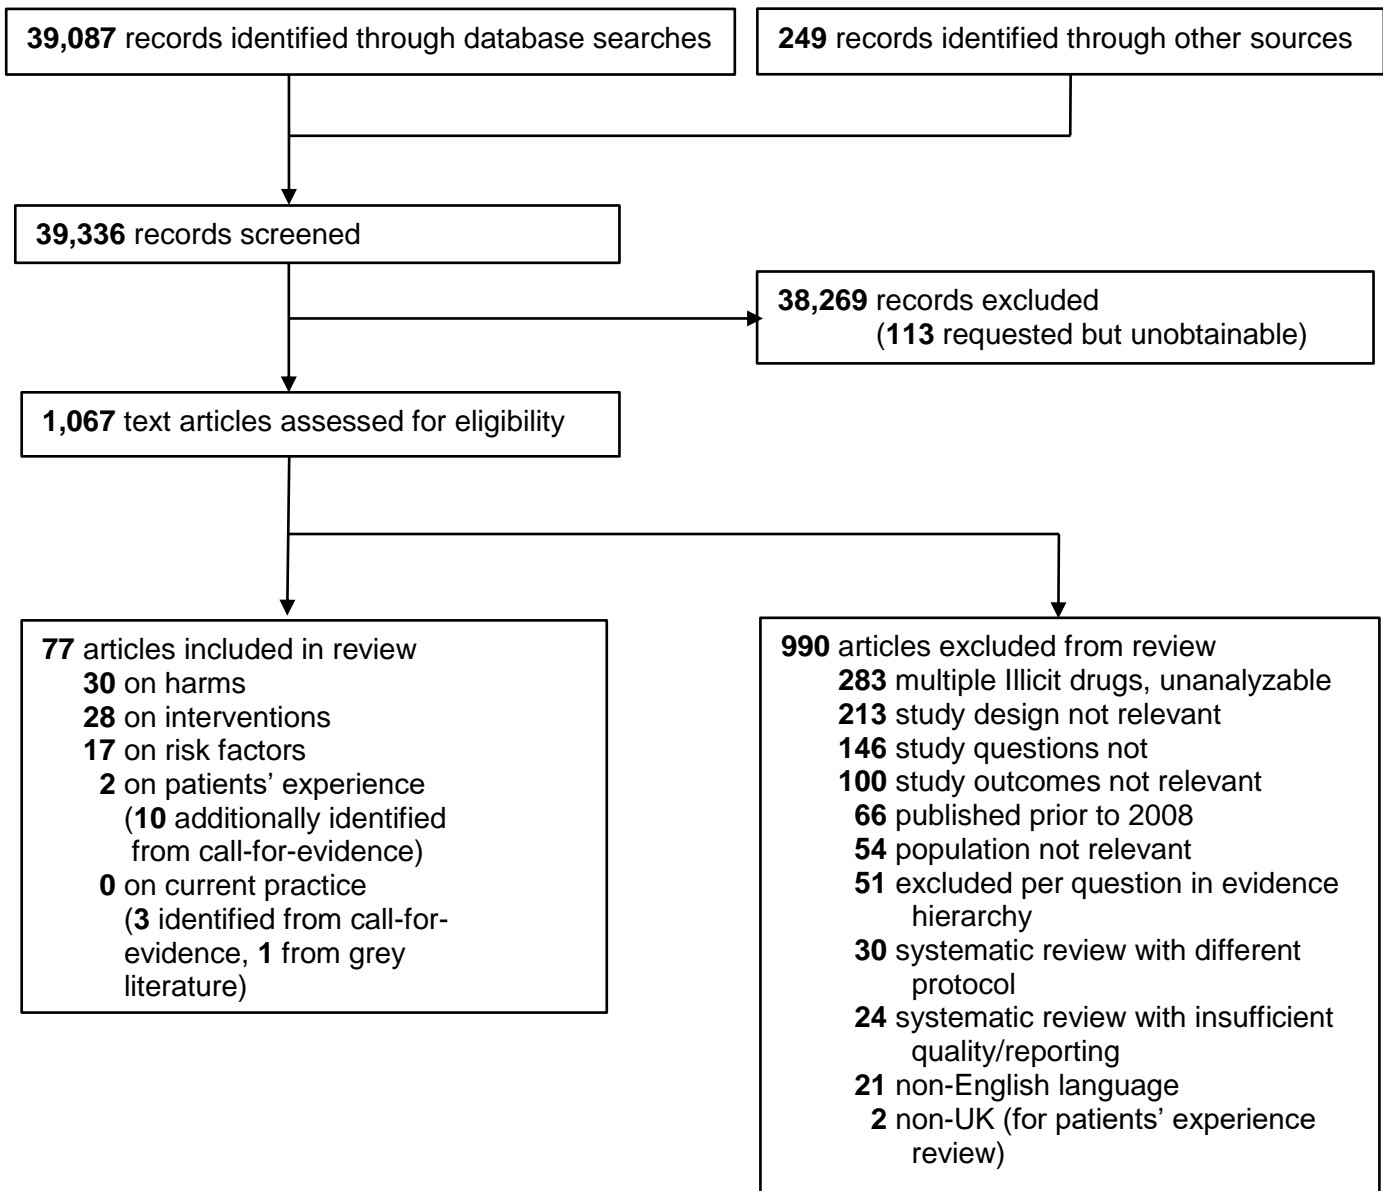 39,087 records identified through database searches
249 records identified through other sources
39,336 records screened
38,269 records excluded
(113 requested but unobtainable)
1,067 text articles assessed for eligibility
77 articles included in review
30 on harms
28 on interventions
17 on risk factors
2 on patients’ experience
(10 additionally identified
from call-for-evidence)
0 on current practice
(3 identified from call-for-
evidence, 1 from grey
literature)
990 articles excluded from review
283 multiple Illicit drugs, unanalyzable
213 study design not relevant
146 study questions not
100 study outcomes not relevant
66 published prior to 2008
54 population not relevant
51 excluded per question in evidence
hierarchy
30 systematic review with different
protocol
24 systematic review with insufficient
quality/reporting
21 non-English language
2 non-UK (for patients’ experience
review)